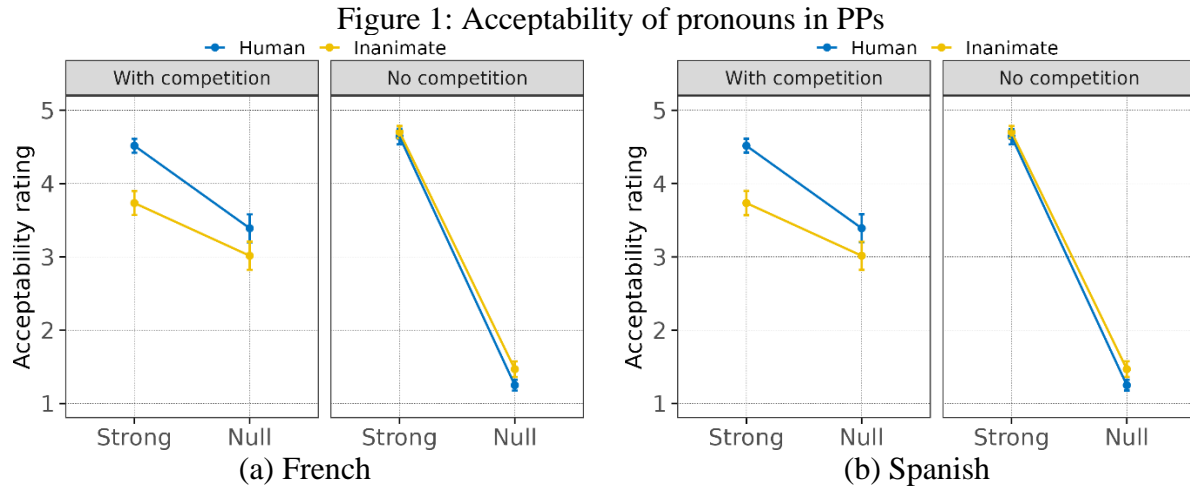 Figure 1: Acceptability of pronouns in PPs
Human Inanimate
With competition No competition
Acceptability rating
5
4
3
2
1
Strong Null Strong Null
(a) French
Human Inanimate
With competition No competition
Acceptability rating
5
4
3
2
1
Strong Null Strong Null
(b) Spanish